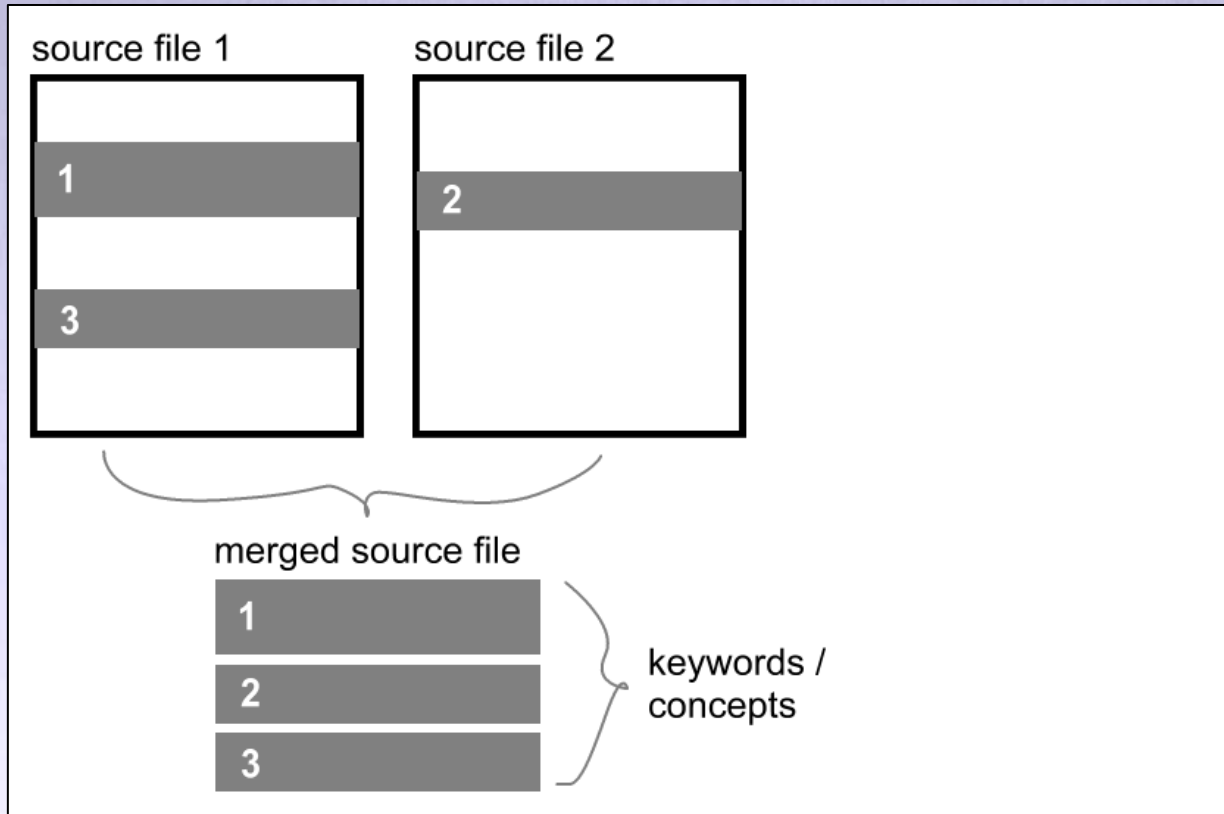 source file 1
source file 2
1
2
3
merged source file
1
2
3
keywords /
concepts